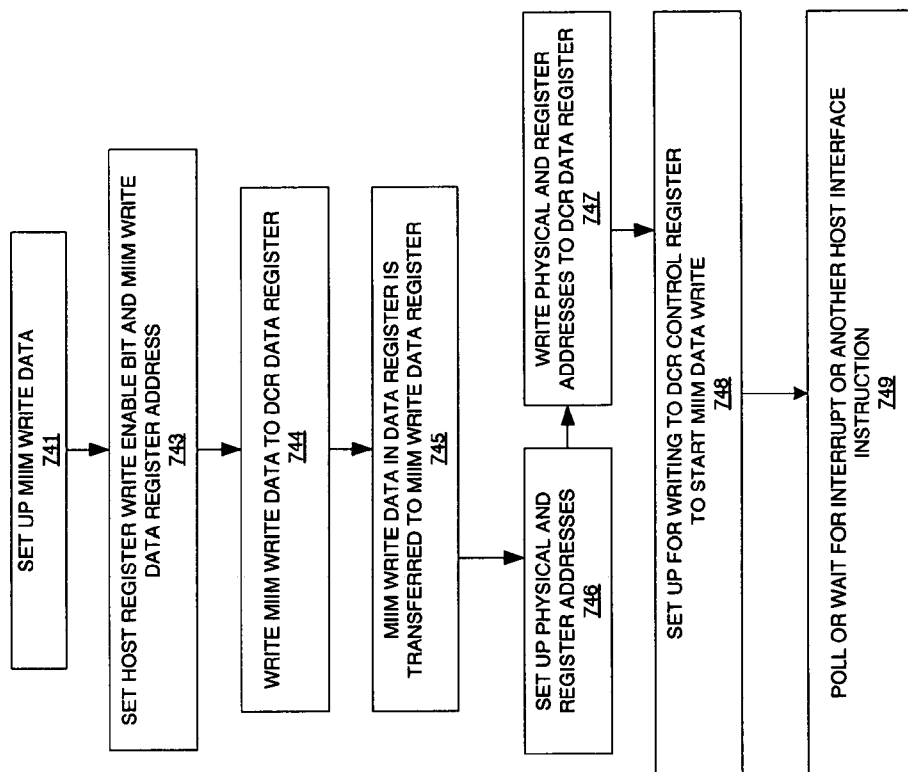 SET UP MIIM WRITE DATA
741
SET HOST REGISTER WRITE ENABLE BIT AND MIIM WRITE
DATA REGISTER ADDRESS
743
WRITE MIIM WRITE DATA TO DCR DATA REGISTER
744
MIIM WRITE DATA IN DATA REGISTER IS
TRANSFERRED TO MIIM WRITE DATA REGISTER
745
SET UP PHYSICAL AND
REGISTER ADDRESSES
746
WRITE PHYSICAL AND REGISTER
ADDRESSES TO DCR DATA REGISTER
747
SET UP FOR WRITING TO DCR CONTROL REGISTER
TO START MIIM DATA WRITE
748
POLL OR WAIT FOR INTERRUPT OR ANOTHER HOST INTERFACE
INSTRUCTION
749